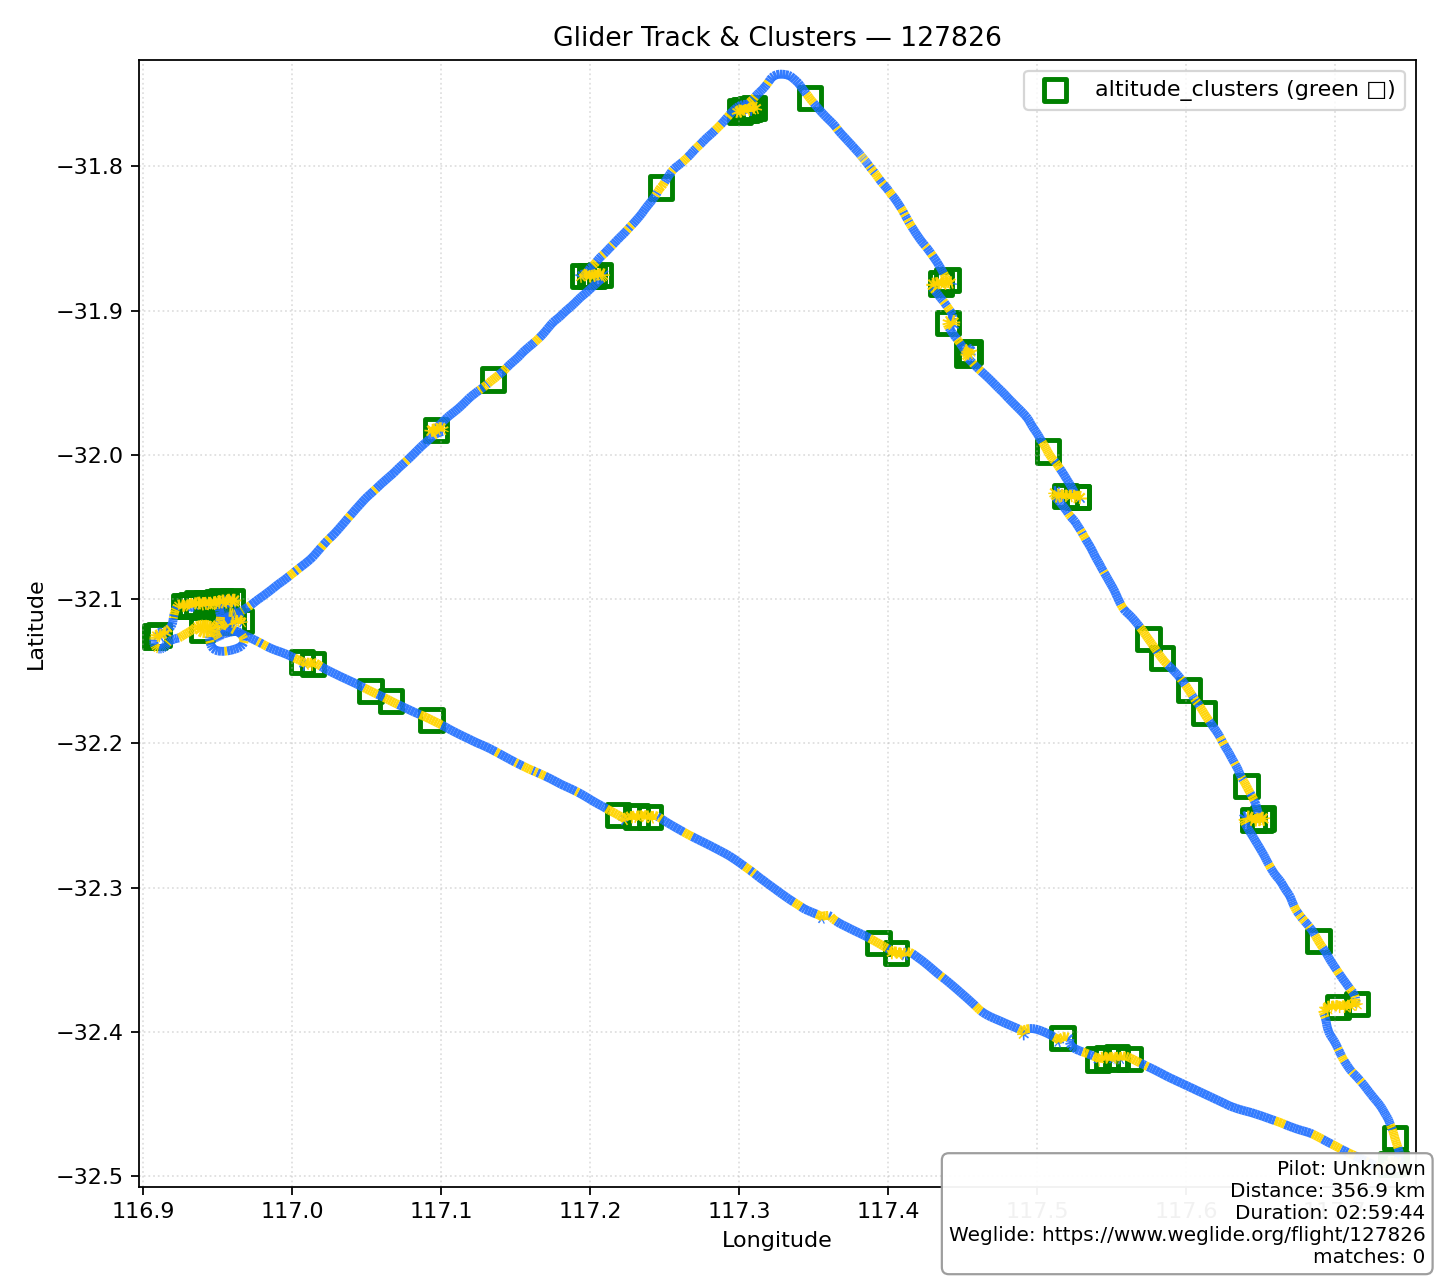 Glider Track & Clusters — 127826
altitude_clusters (green □)
−31.8
−31.9
−32.0
−32.1
−32.2
−32.3
−32.4
−32.5
Latitude
116.9 117.0 117.1 117.2 117.3 117.4 117.5 117.6
Longitude
Pilot: Unknown
Distance: 356.9 km
Duration: 02:59:44
Weglide: https://www.weglide.org/flight/127826
matches: 0